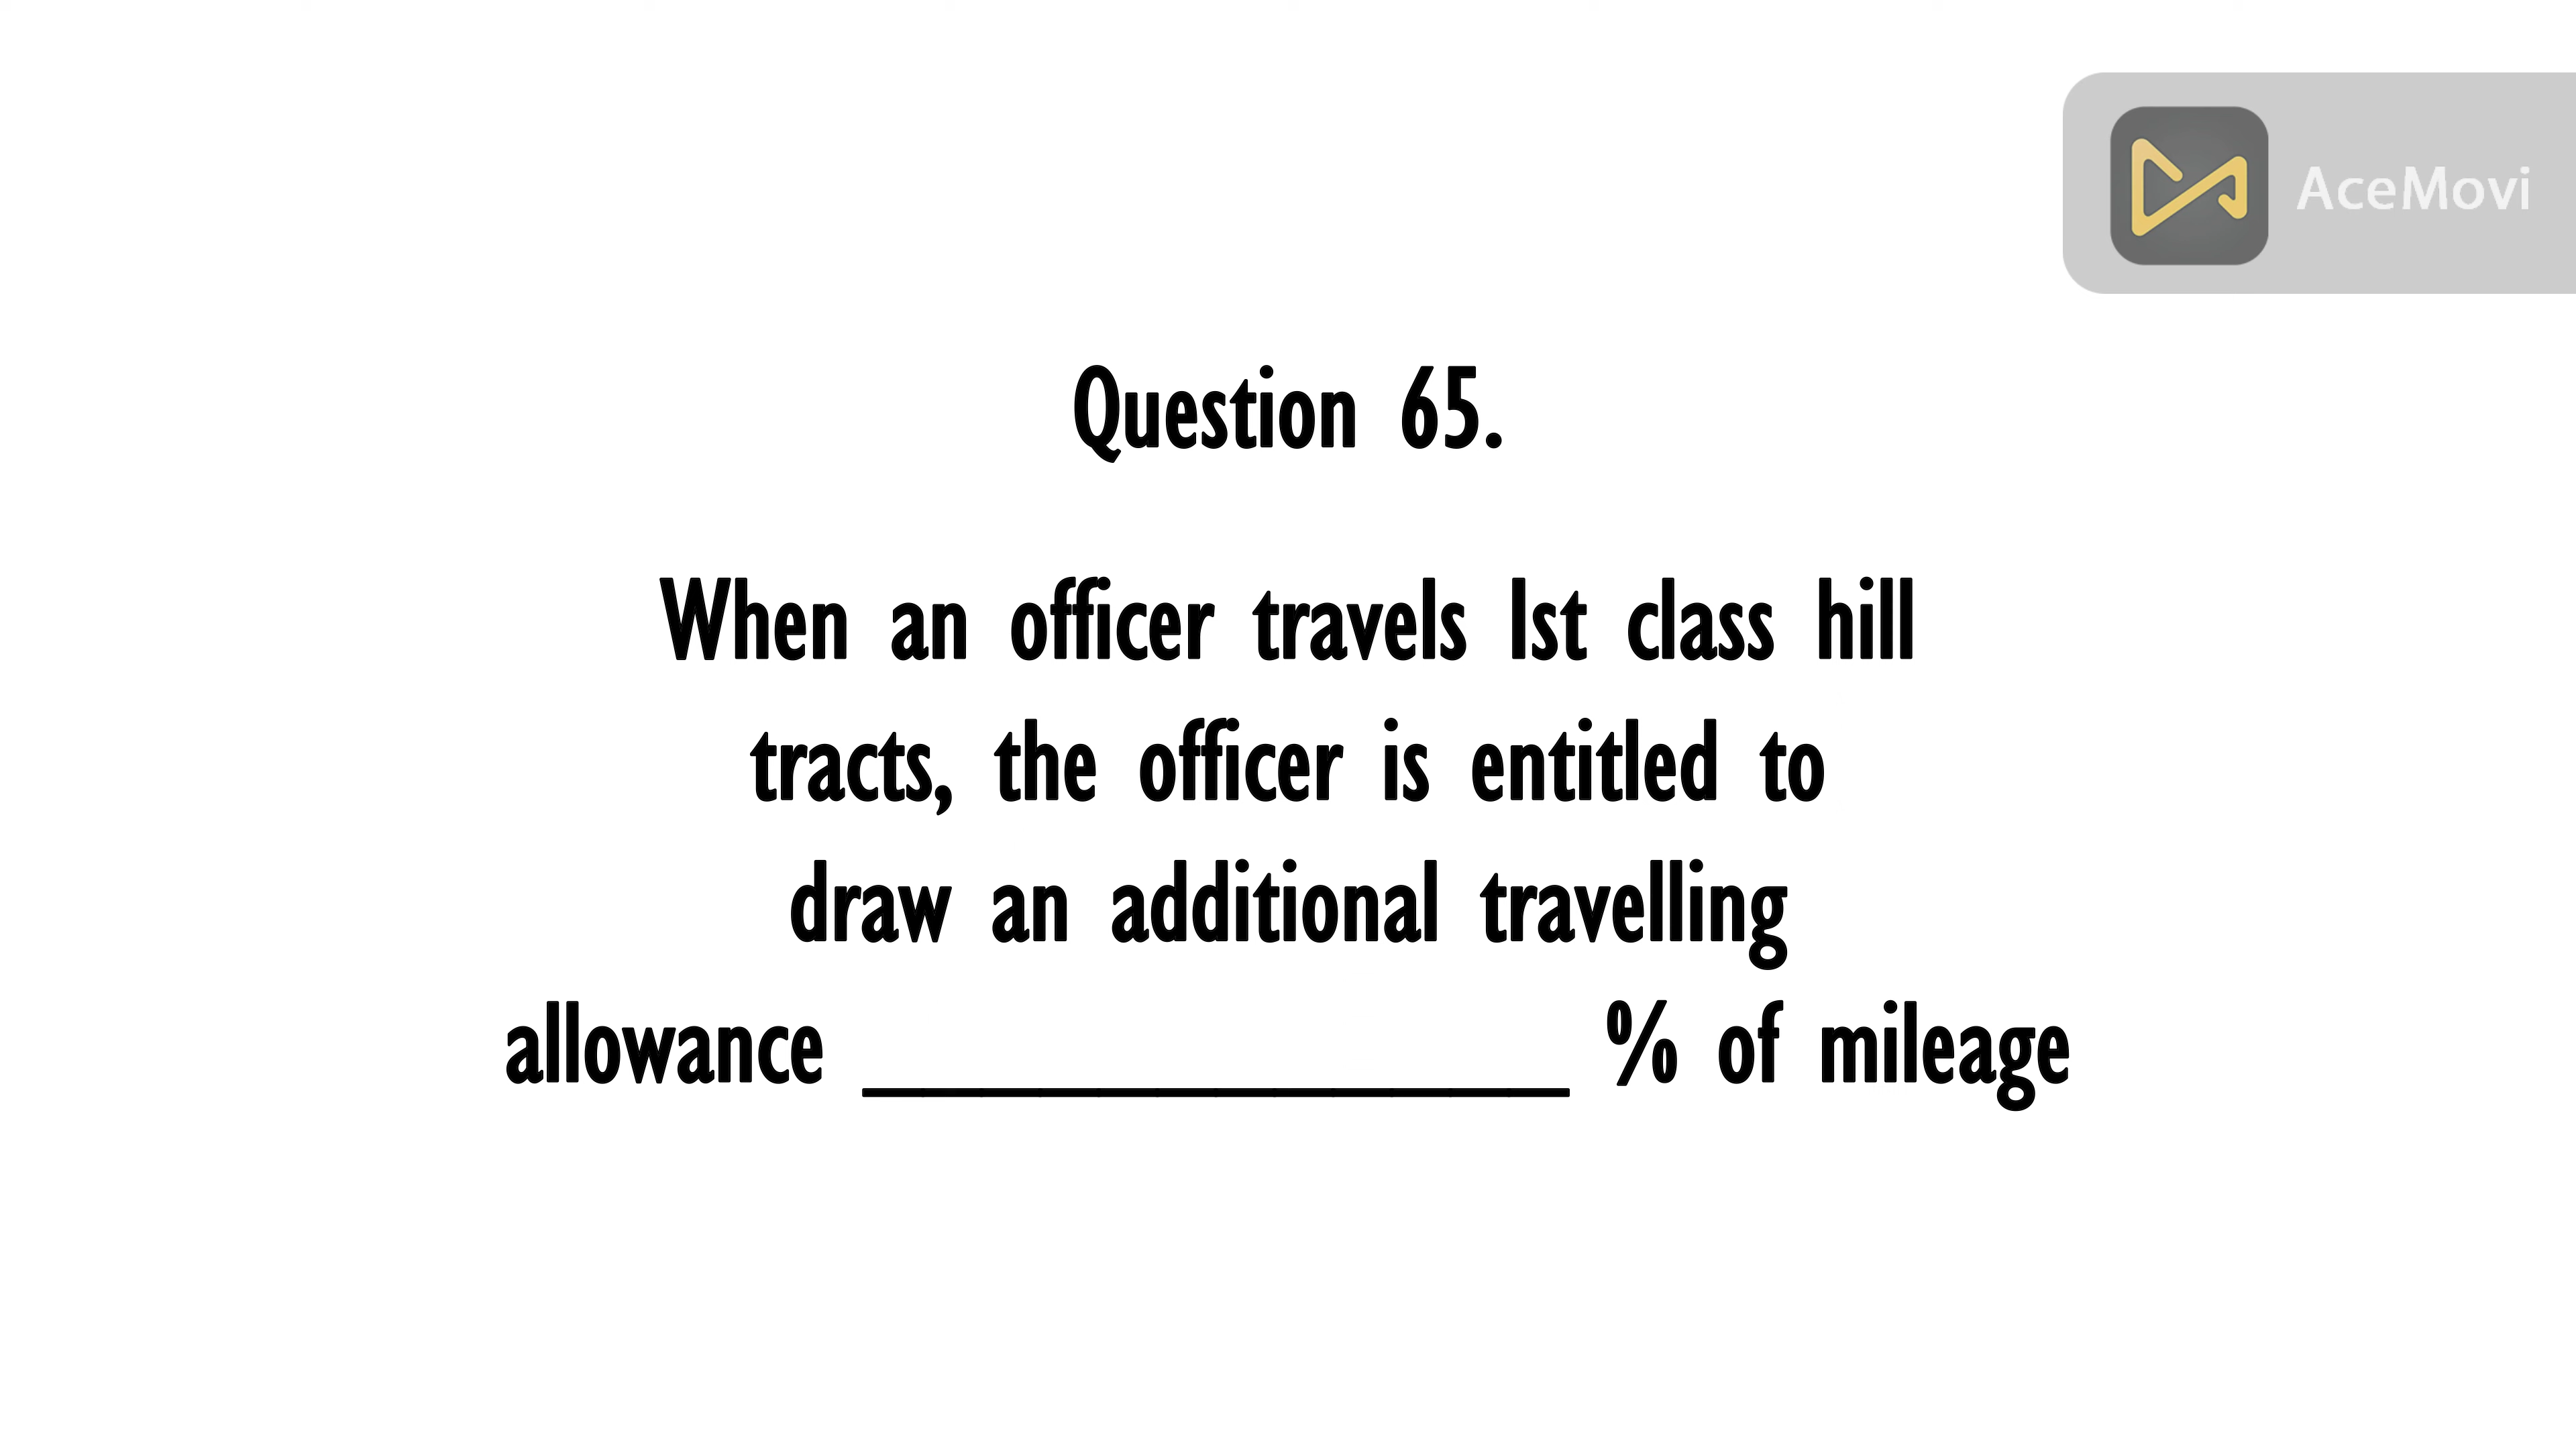 AceMovi
Question 65.
When an officer travels Ist class hill
tracts, the officer is entitled to
draw an additional travelling
allowance ____________ % of mileage